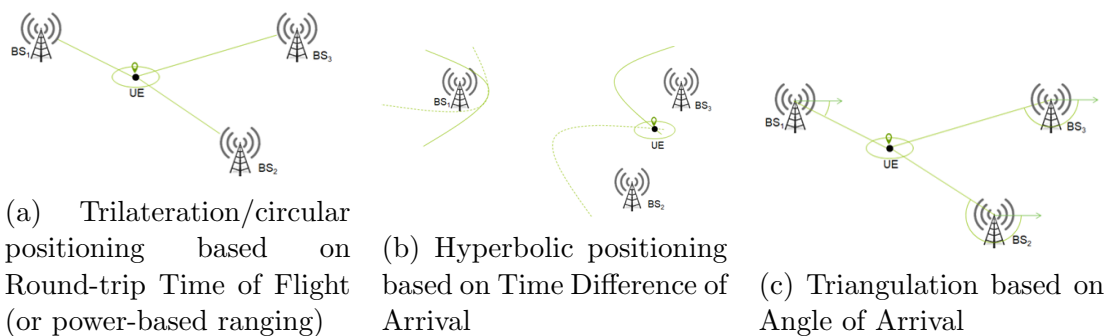 BS₁
BS₃
UE
BS₂
(a) Trilateration/circular
positioning based on
Round-trip Time of Flight
(or power-based ranging)
BS₁
BS₃
UE
BS₂
(b) Hyperbolic positioning
based on Time Difference of
Arrival
BS₁
BS₃
UE
BS₂
(c) Triangulation based on
Angle of Arrival